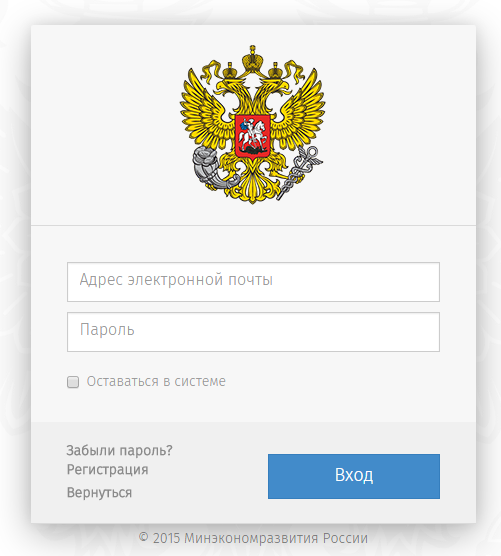 Адрес электронной почты
Пароль
Оставаться в системе
Забыли пароль?
Регистрация
Вернуться
Вход
© 2015 Минэкономразвития России